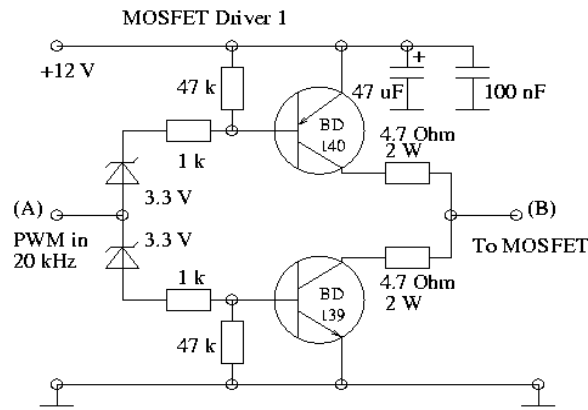 MOSFET Driver 1
+12 V
47 k
47 uF
+
100 nF
1 k
BD
140
4.7 Ohm
2 W
3.3 V
(A)
(B)
PWM in
20 kHz
3.3 V
To MOSFET
1 k
BD
139
4.7 Ohm
2 W
47 k